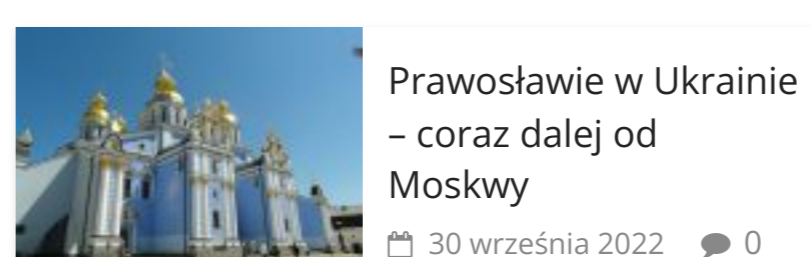 Prawosławie w Ukrainie
– coraz dalej od
Moskwy
30 września 2022 0